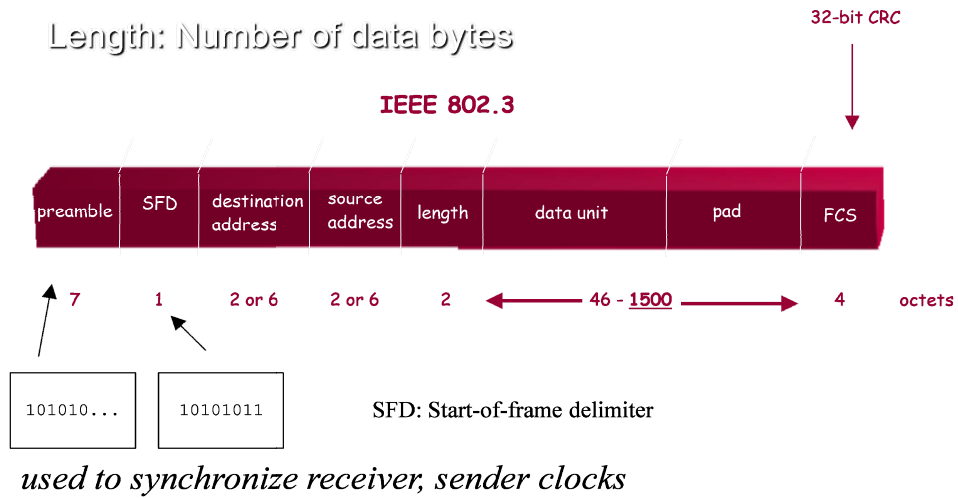 Length: Number of data bytes
32-bit CRC
IEEE 802.3
preamble
SFD
destination
address
source
address
length
data unit
pad
FCS
7
1
2 or 6
2 or 6
2
46 - 1500
4
octets
101010...
10101011
SFD: Start-of-frame delimiter
used to synchronize receiver, sender clocks